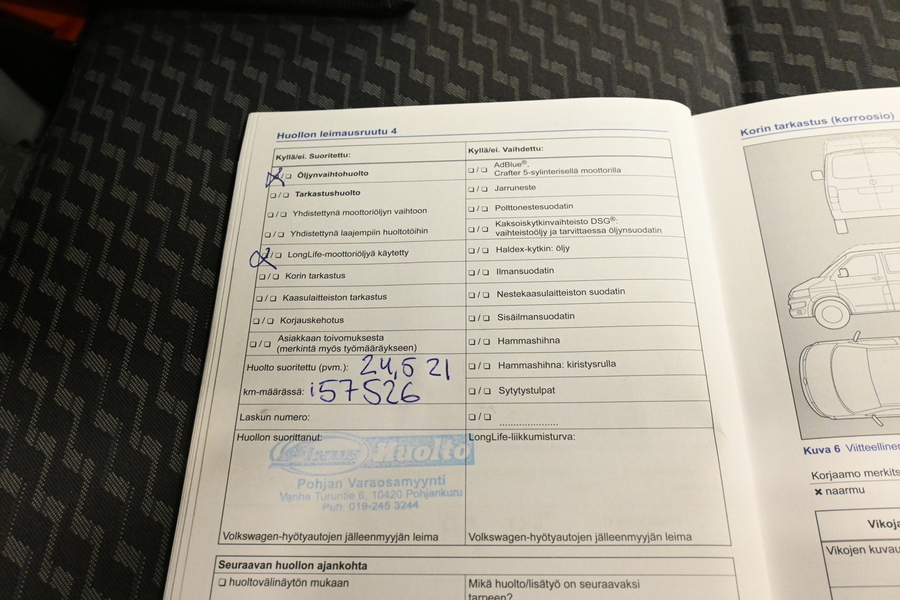 Huollon leimausruutu 4
Kyllä/ei. Suoritettu:
❏ / ❏ Öljynvaihtohuolto
❏ / ❏ Tarkastushuolto
❏ / ❏ Yhdistettynä moottoriöljyn vaihtoon
❏ / ❏ Yhdistettynä laajempiin huoltotöihin
❏ / ❏ LongLife-moottoriöljyä käytetty
❏ / ❏ Korin tarkastus
❏ / ❏ Kaasulaitteiston tarkastus
❏ / ❏ Korjauskehotus
❏ / ❏ Asiakkaan toivomuksesta
(merkintä myös työmääräykseen)
Huolto suoritettu (pvm.): 24,5 21
km-määrässä: 157526
Laskun numero:
Huollon suorittanut:
Huolto
Pohjan Varaosamyynti
Vanha Turuntie 6, 10420 Pohjankuru
Puh. 019-245 3244
Volkswagen-hyötyautojen jälleenmyyjän leima
Kyllä/ei. Vaihdettu:
❏ / ❏ AdBlue®,
Crafter 5-sylinterisellä moottorilla
❏ / ❏ Jarruneste
❏ / ❏ Polttonestesuodatin
❏ / ❏ Kaksoiskytkinvaihteisto DSG®:
vaihteistoöljy ja tarvittaessa öljynsuodatin
❏ / ❏ Haldex-kytkin: öljy
❏ / ❏ Ilmansuodatin
❏ / ❏ Nestekaasulaitteiston suodatin
❏ / ❏ Sisäilmansuodatin
❏ / ❏ Hammashihna
❏ / ❏ Hammashihna: kiristysrulla
❏ / ❏ Sytytystulpat
❏ / ❏ ......................
LongLife-liikkumisturva:
Volkswagen-hyötyautojen jälleenmyyjän leima
Seuraavan huollon ajankohta
❏ huoltovälinäytön mukaan
Mikä huolto/lisätyö on seuraavaksi
tarpeen?
Korin tarkastus (korroosio)
Kuva 6 Viitteellinen
Korjaamo merkits
✖ naarmu
Vikoja
Vikojen kuvau